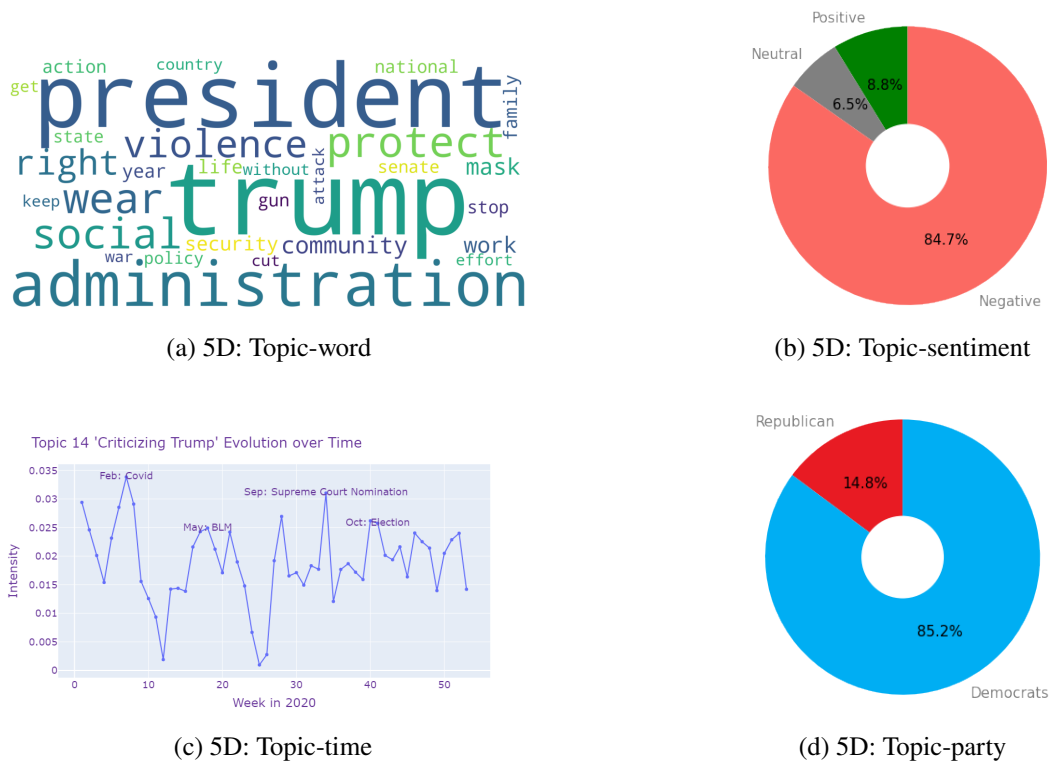 action country national
get president family
state violence protect
right year life without attack senate mask
keep wear trump gun stop
social security community work
war policy cut effort
administration
(a) 5D: Topic-word
Positive
Neutral
8.8%
6.5%
84.7%
Negative
(b) 5D: Topic-sentiment
Topic 14 'Criticizing Trump' Evolution over Time
0.035
0.03
0.025
0.02
0.015
0.01
0.005
0
Intensity
Feb: Covid
Sep: Supreme Court Nomination
May: BLM
Oct: Election
0 10 20 30 40 50
Week in 2020
(c) 5D: Topic-time
Republican
14.8%
85.2%
Democrats
(d) 5D: Topic-party